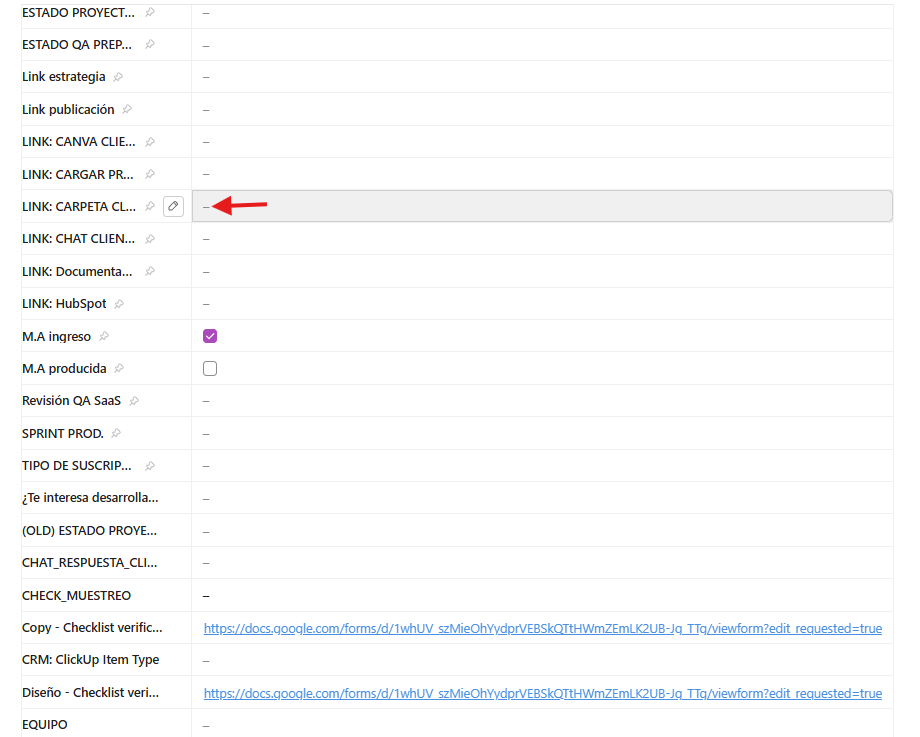 ESTADO PROYECT... –
ESTADO QA PREP... –
Link estrategia –
Link publicación –
LINK: CANVA CLIE... –
LINK: CARGAR PR... –
LINK: CARPETA CL... –
LINK: CHAT CLIEN... –
LINK: Documenta... –
LINK: HubSpot –
M.A ingreso
M.A producida
Revisión QA SaaS –
SPRINT PROD. –
TIPO DE SUSCRIP... –
¿Te interesa desarrolla... –
(OLD) ESTADO PROYE... –
CHAT_RESPUESTA_CLI... –
CHECK_MUESTREO –
Copy - Checklist verific... https://docs.google.com/forms/d/1whUV_szMieOhYydprVEBSkQTtHWmZEmLK2UB-Jq_TTg/viewform?edit_requested=true
CRM: ClickUp Item Type –
Diseño - Checklist veri... https://docs.google.com/forms/d/1whUV_szMieOhYydprVEBSkQTtHWmZEmLK2UB-Jq_TTg/viewform?edit_requested=true
EQUIPO –